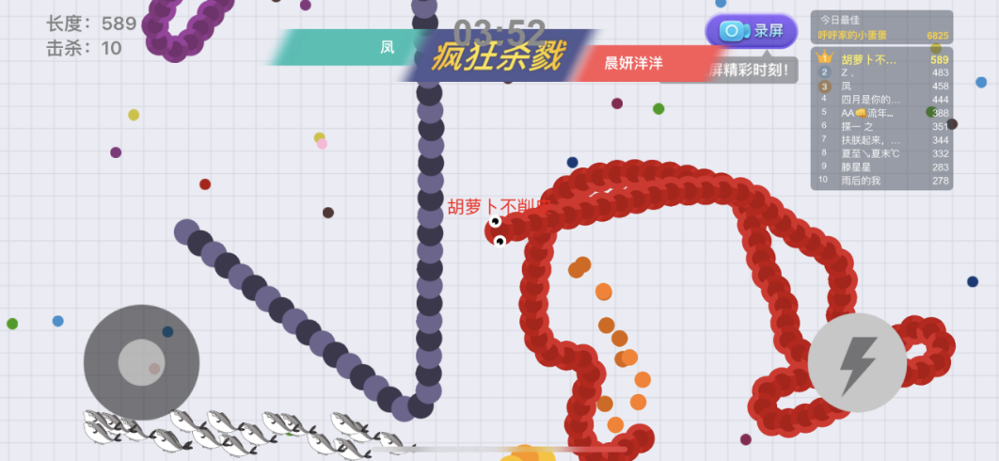 长度：589
击杀：10
03:52
凤
疯狂杀戮
晨妍洋洋
录屏
屏精彩时刻！
今日最佳
呼呼家的小蛋蛋 6825
胡萝卜不... 589
2 Z 、 483
3 凤 458
4 四月是你的... 444
5 AA👊流年... 388
6 揲一 之 351
7 扶朕起来，... 344
8 夏至↘夏末℃ 332
9 滕星星 283
10 雨后的我 278
胡萝卜不削